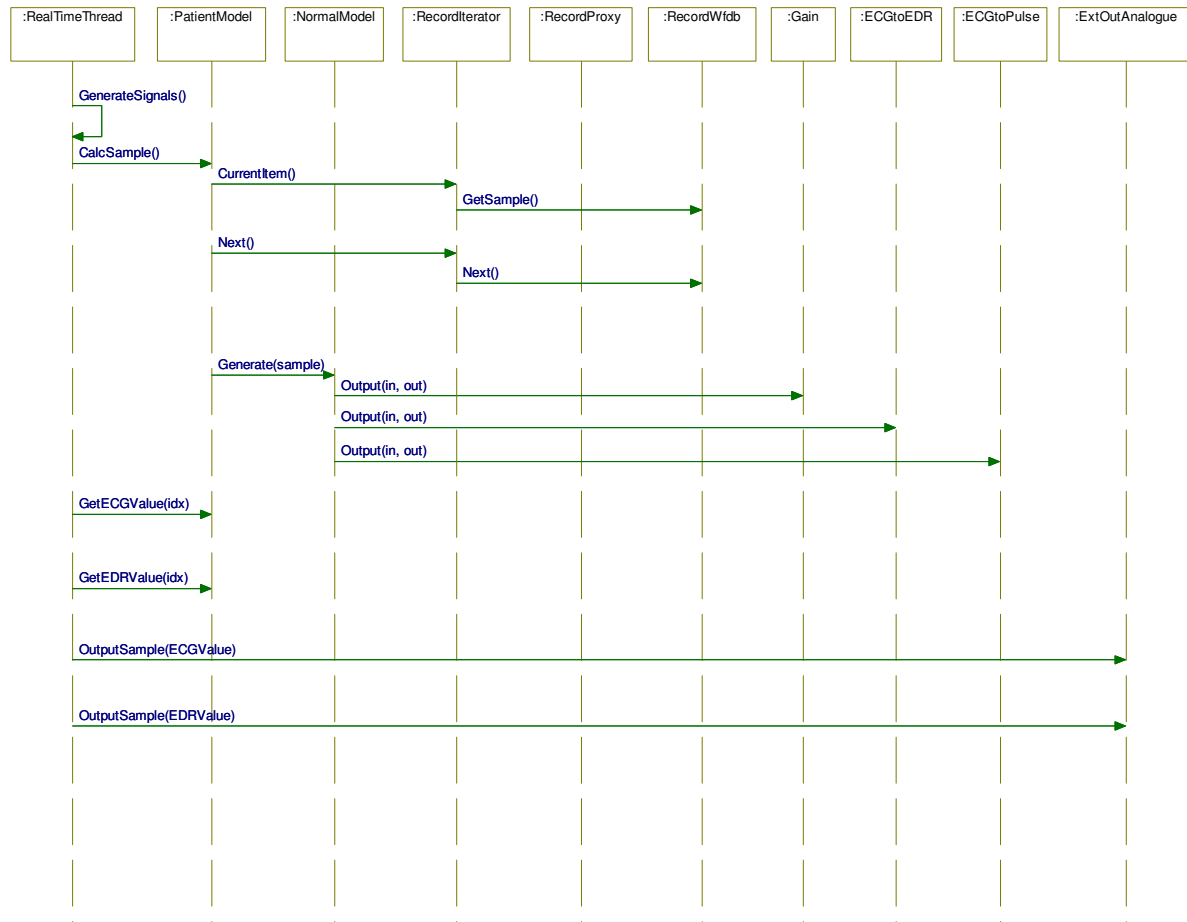 :RealTimeThread
:PatientModel
:NormalModel
:RecordIterator
:RecordProxy
:RecordWfdb
:Gain
:ECGtoEDR
:ECGtoPulse
:ExtOutAnalogue
GenerateSignals()
CalcSample()
CurrentItem()
GetSample()
Next()
Next()
Generate(sample)
Output(in, out)
Output(in, out)
Output(in, out)
GetECGValue(idx)
GetEDRValue(idx)
OutputSample(ECGValue)
OutputSample(EDRValue)